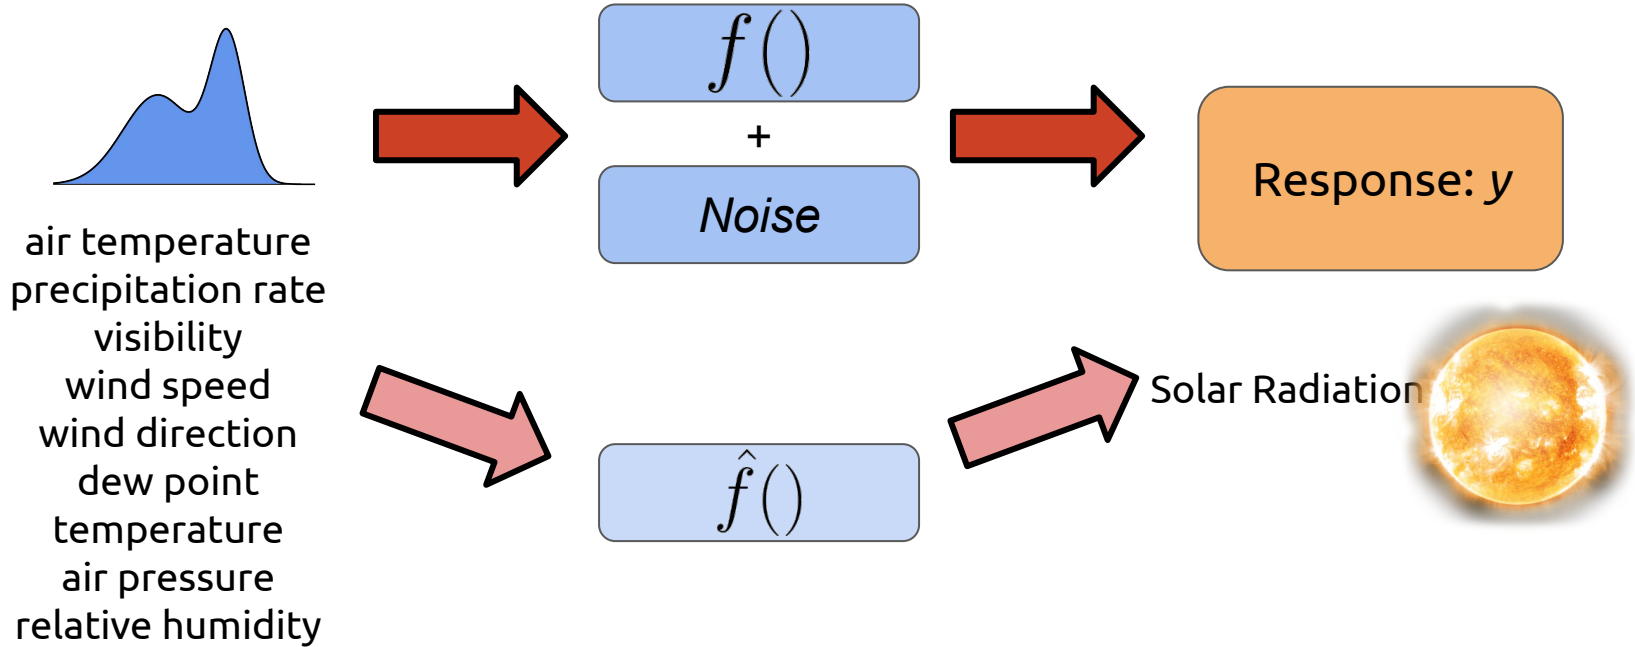 f()
+
Noise
Response: y
air temperature
precipitation rate
visibility
wind speed
wind direction
dew point
temperature
air pressure
relative humidity
f̂()
Solar Radiation